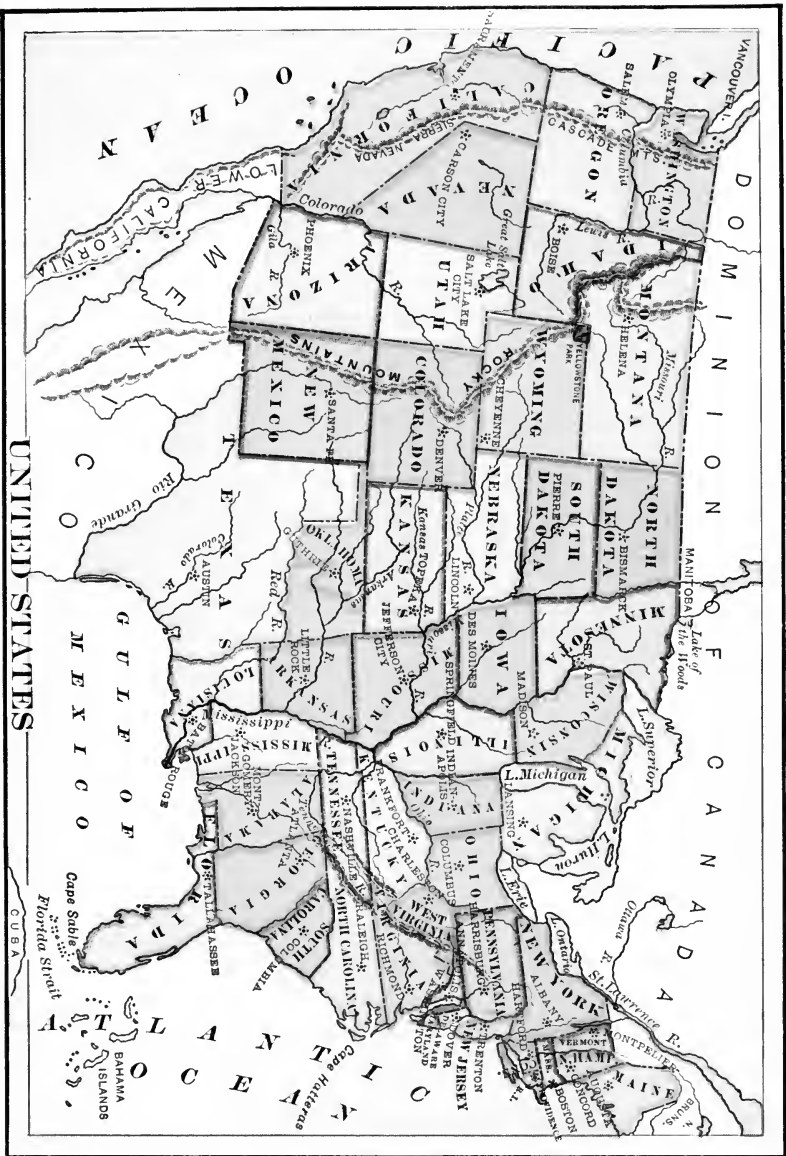 VANCOUVER I.
DOMINION OF CANADA
PACIFIC OCEAN
OLYMPIA
WASHINGTON
SALEM
Columbia R.
OREGON
CASCADE MTS.
SACRAMENTO
CALIFORNIA
SIERRA NEVADA
CARSON CITY
NEVADA
Lewis R.
BOISE
IDAHO
MONTANA
HELENA
Missouri R.
YELLOWSTONE PARK
WYOMING
CHEYENNE
ROCKY MOUNTAINS
Great Salt Lake
SALT LAKE CITY
UTAH
Colorado R.
COLORADO
DENVER
ARIZONA
PHOENIX
Gila R.
NEW MEXICO
SANTA FE
LOWER CALIFORNIA
MEXICO
Rio Grande
NORTH DAKOTA
BISMARCK
SOUTH DAKOTA
PIERRE
NEBRASKA
LINCOLN
Platte R.
KANSAS
Kansas R.
TOPEKA
OKLAHOMA
GUTHRIE
Arkansas R.
Red R.
TEXAS
AUSTIN
Colorado R.
MANITOBA
Lake of the Woods
MINNESOTA
ST. PAUL
IOWA
DES MOINES
MISSOURI
Missouri R.
JEFFERSON CITY
ARKANSAS
LITTLE ROCK
LOUISIANA
BATON ROUGE
WISCONSIN
MADISON
L. Superior
MICHIGAN
L. Michigan
LANSING
L. Huron
ILLINOIS
SPRINGFIELD
INDIANA
INDIANAPOLIS
OHIO
COLUMBUS
Ohio R.
KENTUCKY
FRANKFORT
TENNESSEE
NASHVILLE
Tenn. R.
MISSISSIPPI
Mississippi
JACKSON
ALABAMA
MONTGOMERY
GEORGIA
ATLANTA
FLORIDA
TALLAHASSEE
SOUTH CAROLINA
COLUMBIA
NORTH CAROLINA
RALEIGH
VIRGINIA
RICHMOND
WEST VIRGINIA
CHARLESTON
L. Erie
L. Ontario
PENNSYLVANIA
HARRISBURG
ANNAPOLIS
MARYLAND
DELAWARE
DOVER
NEW JERSEY
TRENTON
NEW YORK
ALBANY
HARTFORD
VERMONT
MONTPELIER
N. HAMP.
CONCORD
MASS.
BOSTON
R.I.
MAINE
AUGUSTA
N. BRUNS.
Ottawa R.
St. Lawrence R.
Cape Hatteras
ATLANTIC OCEAN
GULF OF MEXICO
Cape Sable
Florida Strait
BAHAMA ISLANDS
CUBA
UNITED STATES